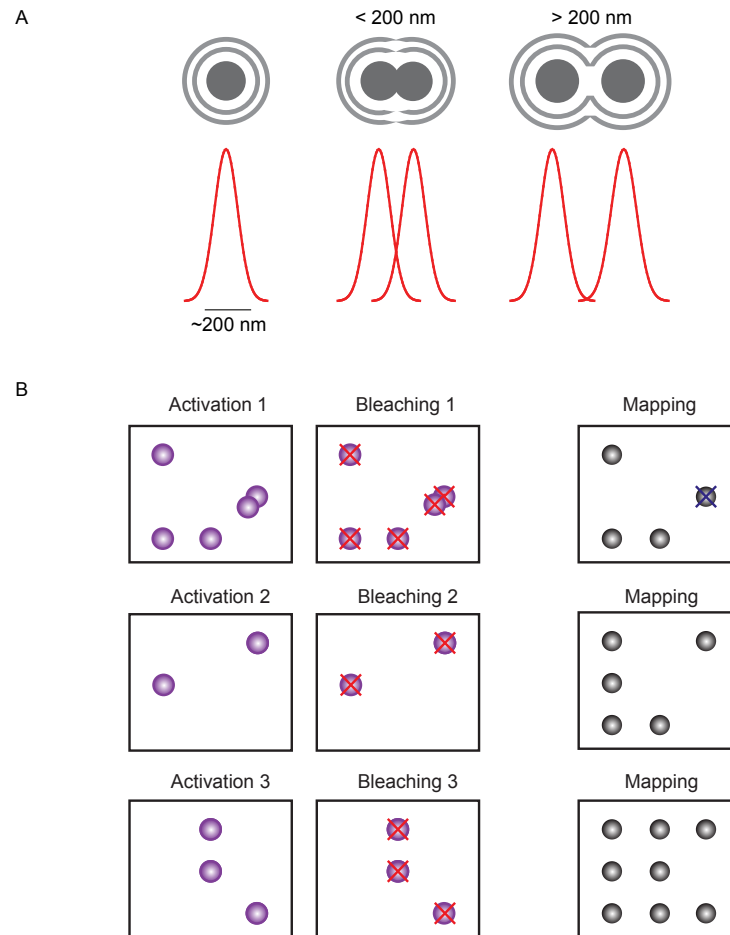 A
< 200 nm
> 200 nm
~200 nm
B
Activation 1
Bleaching 1
Mapping
Activation 2
Bleaching 2
Mapping
Activation 3
Bleaching 3
Mapping